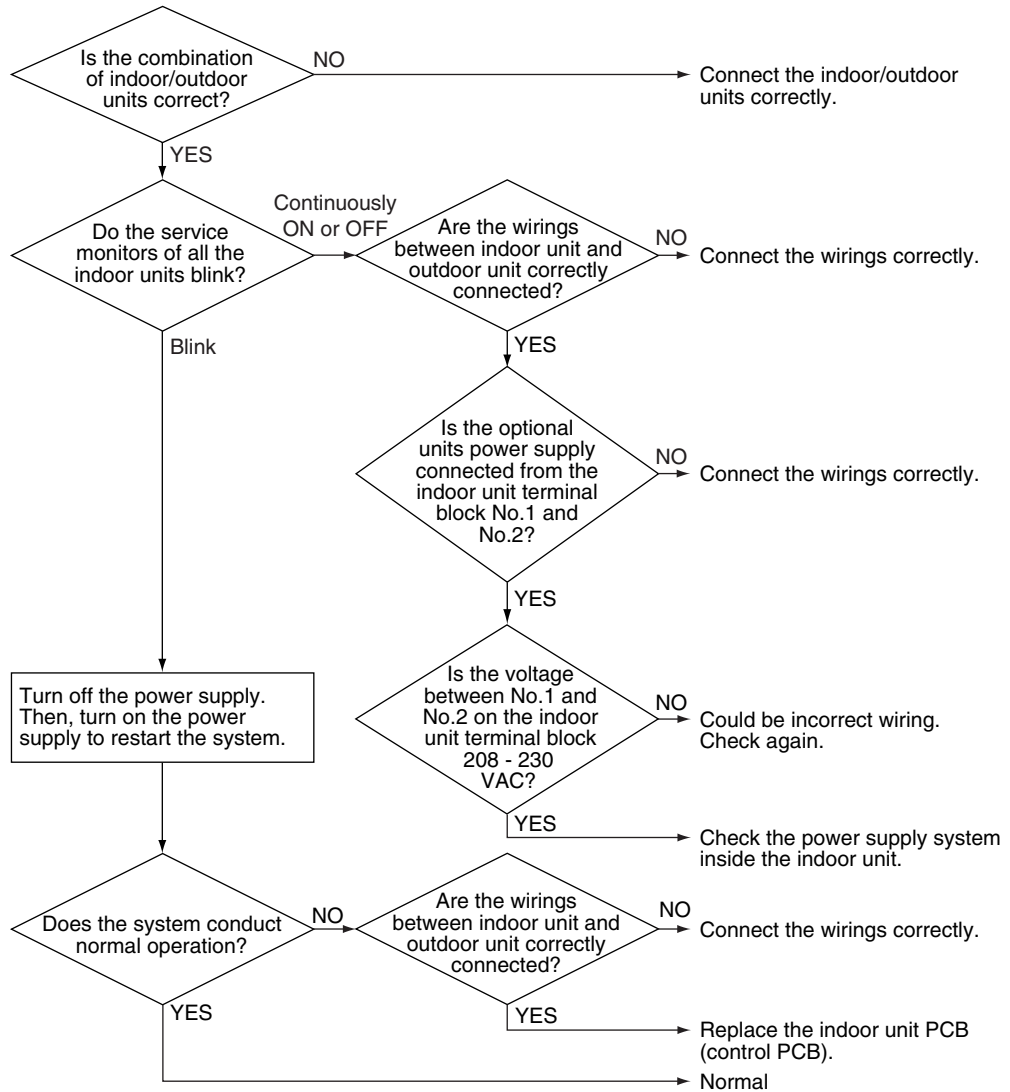 Is the combination
of indoor/outdoor
units correct?
NO
Connect the indoor/outdoor
units correctly.
YES
Do the service
monitors of all the
indoor units blink?
Continuously
ON or OFF
Are the wirings
between indoor unit and
outdoor unit correctly
connected?
NO
Connect the wirings correctly.
Blink
YES
Is the optional
units power supply
connected from the
indoor unit terminal
block No.1 and
No.2?
NO
Connect the wirings correctly.
YES
Is the voltage
between No.1 and
No.2 on the indoor
unit terminal block
208 - 230
VAC?
NO
Could be incorrect wiring.
Check again.
YES
Check the power supply system
inside the indoor unit.
Turn off the power supply.
Then, turn on the power
supply to restart the system.
Does the system conduct
normal operation?
NO
Are the wirings
between indoor unit and
outdoor unit correctly
connected?
NO
Connect the wirings correctly.
YES
Replace the indoor unit PCB
(control PCB).
YES
Normal